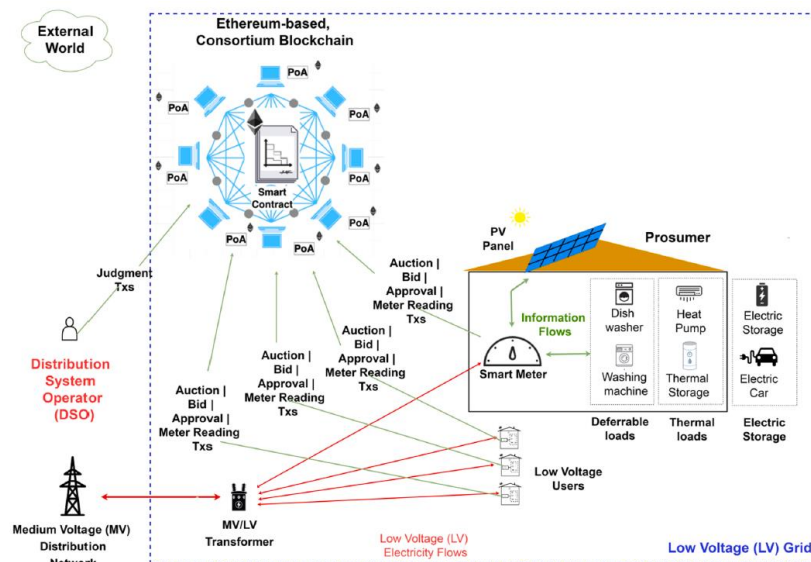 External
World
Ethereum-based,
Consortium Blockchain
PoA
PoA
PoA
PoA
PoA
PoA
PoA
PoA
Smart
Contract
Judgment
Txs
Distribution
System
Operator
(DSO)
Auction |
Bid |
Approval |
Meter Reading
Txs
Auction |
Bid |
Approval |
Meter Reading
Txs
Auction |
Bid |
Approval |
Meter Reading
Txs
Auction |
Bid |
Approval |
Meter Reading
Txs
PV
Panel
Prosumer
Information
Flows
Smart Meter
Dish
washer
Washing
machine
Heat
Pump
Thermal
Storage
Electric
Storage
Electric
Car
Deferrable
loads
Thermal
loads
Electric
Storage
Low Voltage
Users
MV/LV
Transformer
Medium Voltage (MV)
Distribution
Network
Low Voltage (LV)
Electricity Flows
Low Voltage (LV) Grid